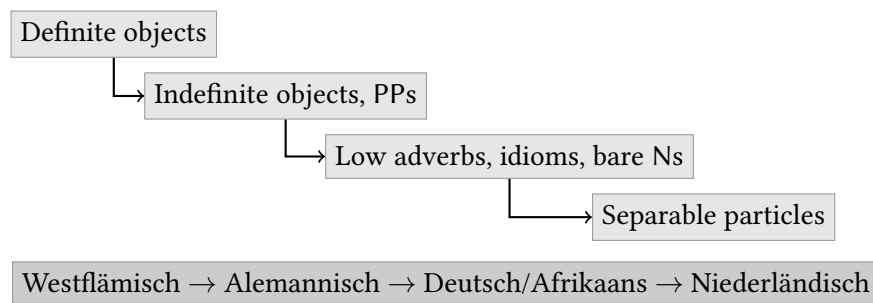 Definite objects
Indefinite objects, PPs
Low adverbs, idioms, bare Ns
Separable particles
Westflämisch → Alemannisch → Deutsch/Afrikaans → Niederländisch